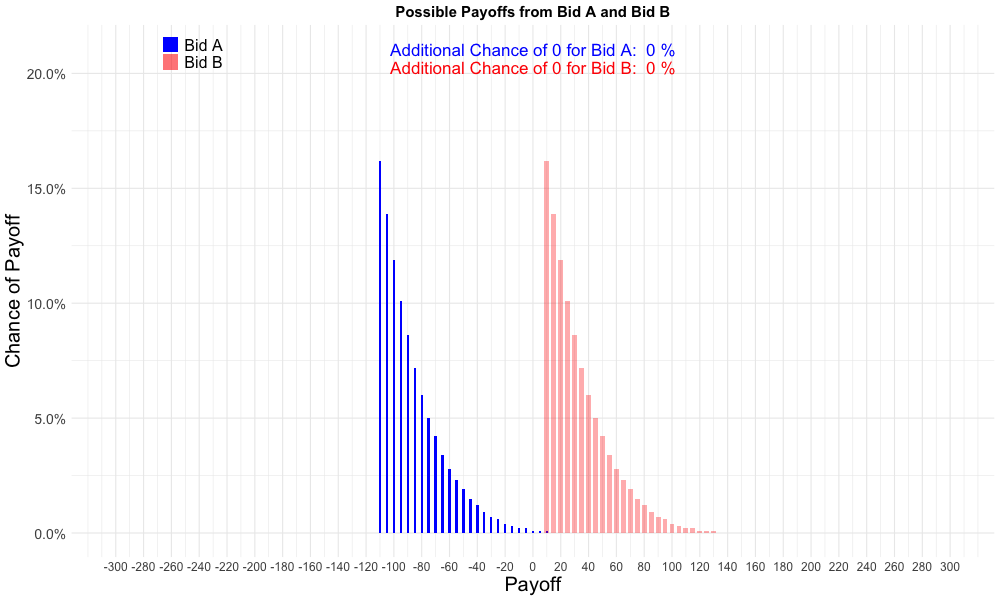 Possible Payoffs from Bid A and Bid B
Bid A
Bid B
Additional Chance of 0 for Bid A:  0 %
Additional Chance of 0 for Bid B:  0 %
Chance of Payoff
20.0%
15.0%
10.0%
5.0%
0.0%
-300 -280 -260 -240 -220 -200 -180 -160 -140 -120 -100 -80 -60 -40 -20 0 20 40 60 80 100 120 140 160 180 200 220 240 260 280 300
Payoff